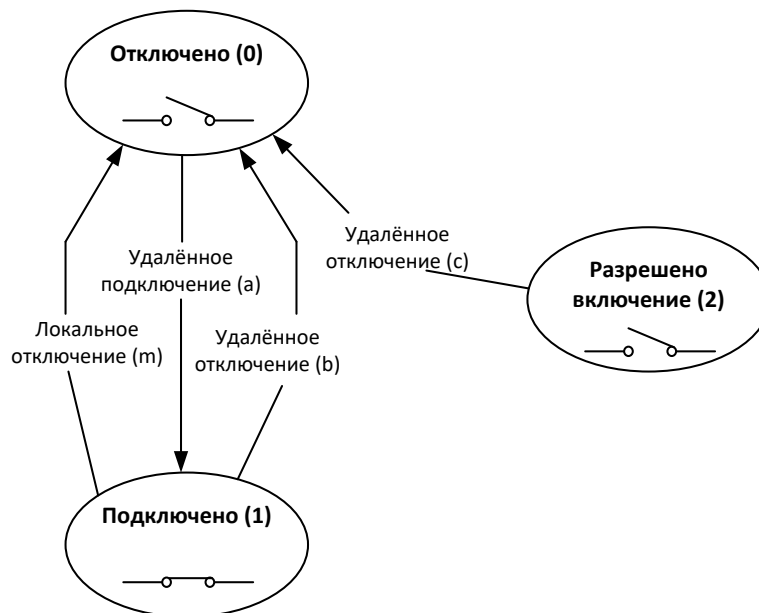 Отключено (0)
Удалённое
подключение (a)
Удалённое
отключение (c)
Разрешено
включение (2)
Локальное
отключение (m)
Удалённое
отключение (b)
Подключено (1)